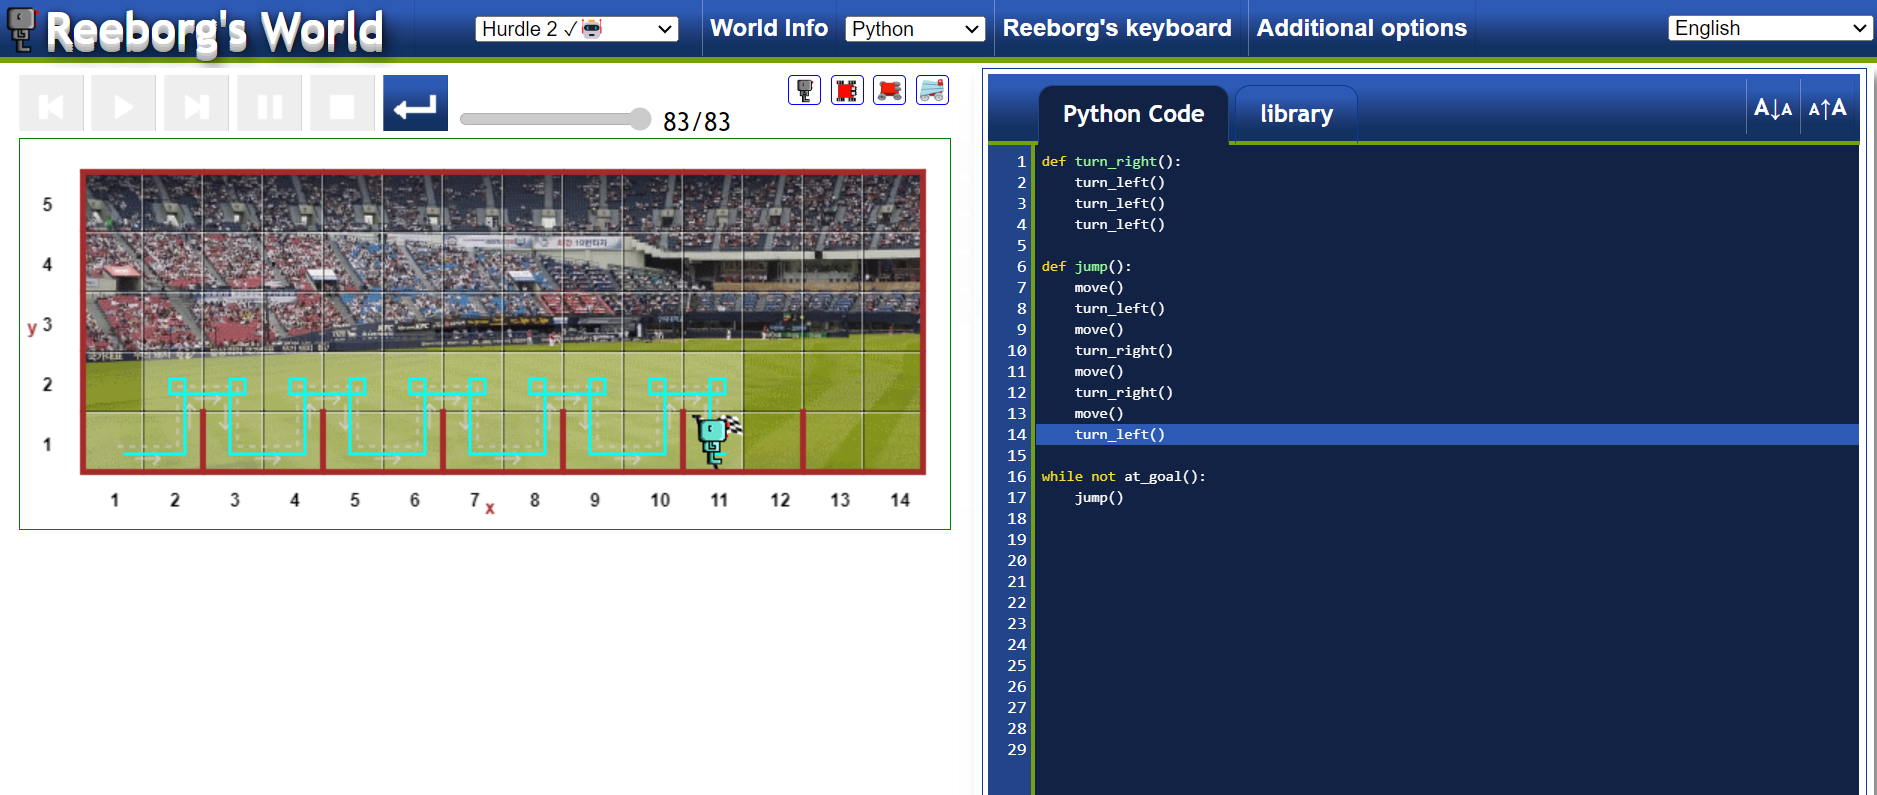 Reeborg's World
Hurdle 2 ✓
World Info
Python
Reeborg's keyboard
Additional options
English
83/83
Python Code
library
A↓A
A↑A
5
4
y 3
2
1
1 2 3 4 5 6 7 8 9 10 11 12 13 14
x
1 def turn_right():
2 turn_left()
3 turn_left()
4 turn_left()
5
6 def jump():
7 move()
8 turn_left()
9 move()
10 turn_right()
11 move()
12 turn_right()
13 move()
14 turn_left()
15
16 while not at_goal():
17 jump()
18
19
20
21
22
23
24
25
26
27
28
29